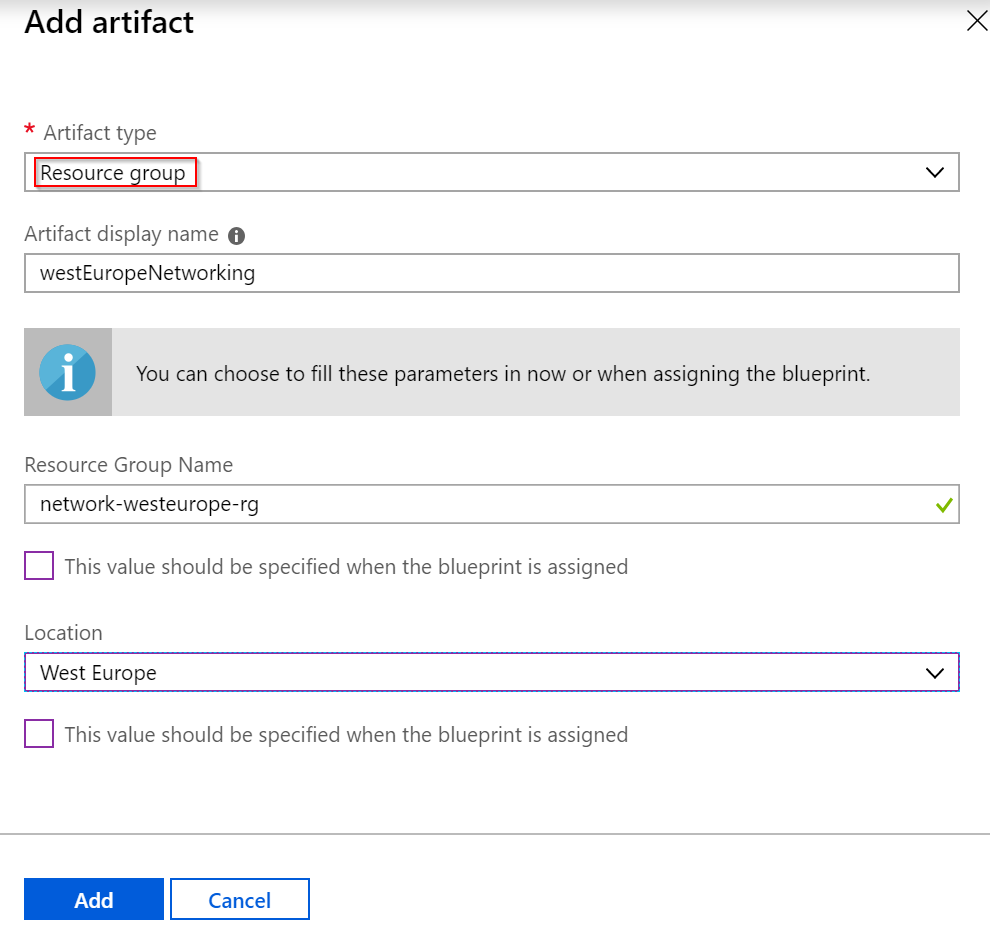 Add artifact
* Artifact type
Resource group
Artifact display name
westEuropeNetworking
You can choose to fill these parameters in now or when assigning the blueprint.
Resource Group Name
network-westeurope-rg
This value should be specified when the blueprint is assigned
Location
West Europe
This value should be specified when the blueprint is assigned
Add
Cancel